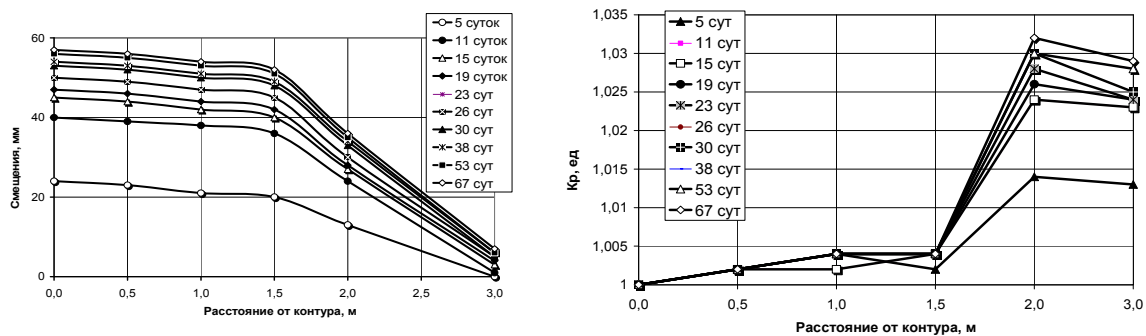 60
40
20
0
0,0 0,5 1,0 1,5 2,0 2,5 3,0
Смещения, мм
Расстояние от контура, м
5 суток
11 суток
15 суток
19 суток
23 сут
26 сут
30 сут
38 сут
53 сут
67 сут
1,035
1,03
1,025
1,02
1,015
1,01
1,005
1
0,0 0,5 1,0 1,5 2,0 3,0
Кр, ед
Расстояние от контура, м
5 сут
11 сут
15 сут
19 сут
23 сут
26 сут
30 сут
38 сут
53 сут
67 сут